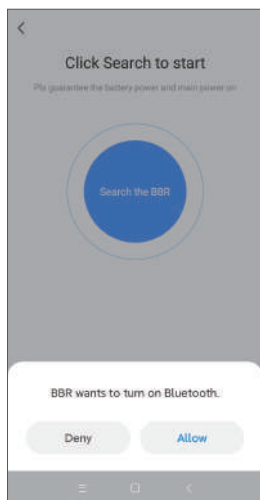 Click Search to start
Pls guarantee the battery power and main power on
Search the BBR
BBR wants to turn on Bluetooth.
Deny
Allow